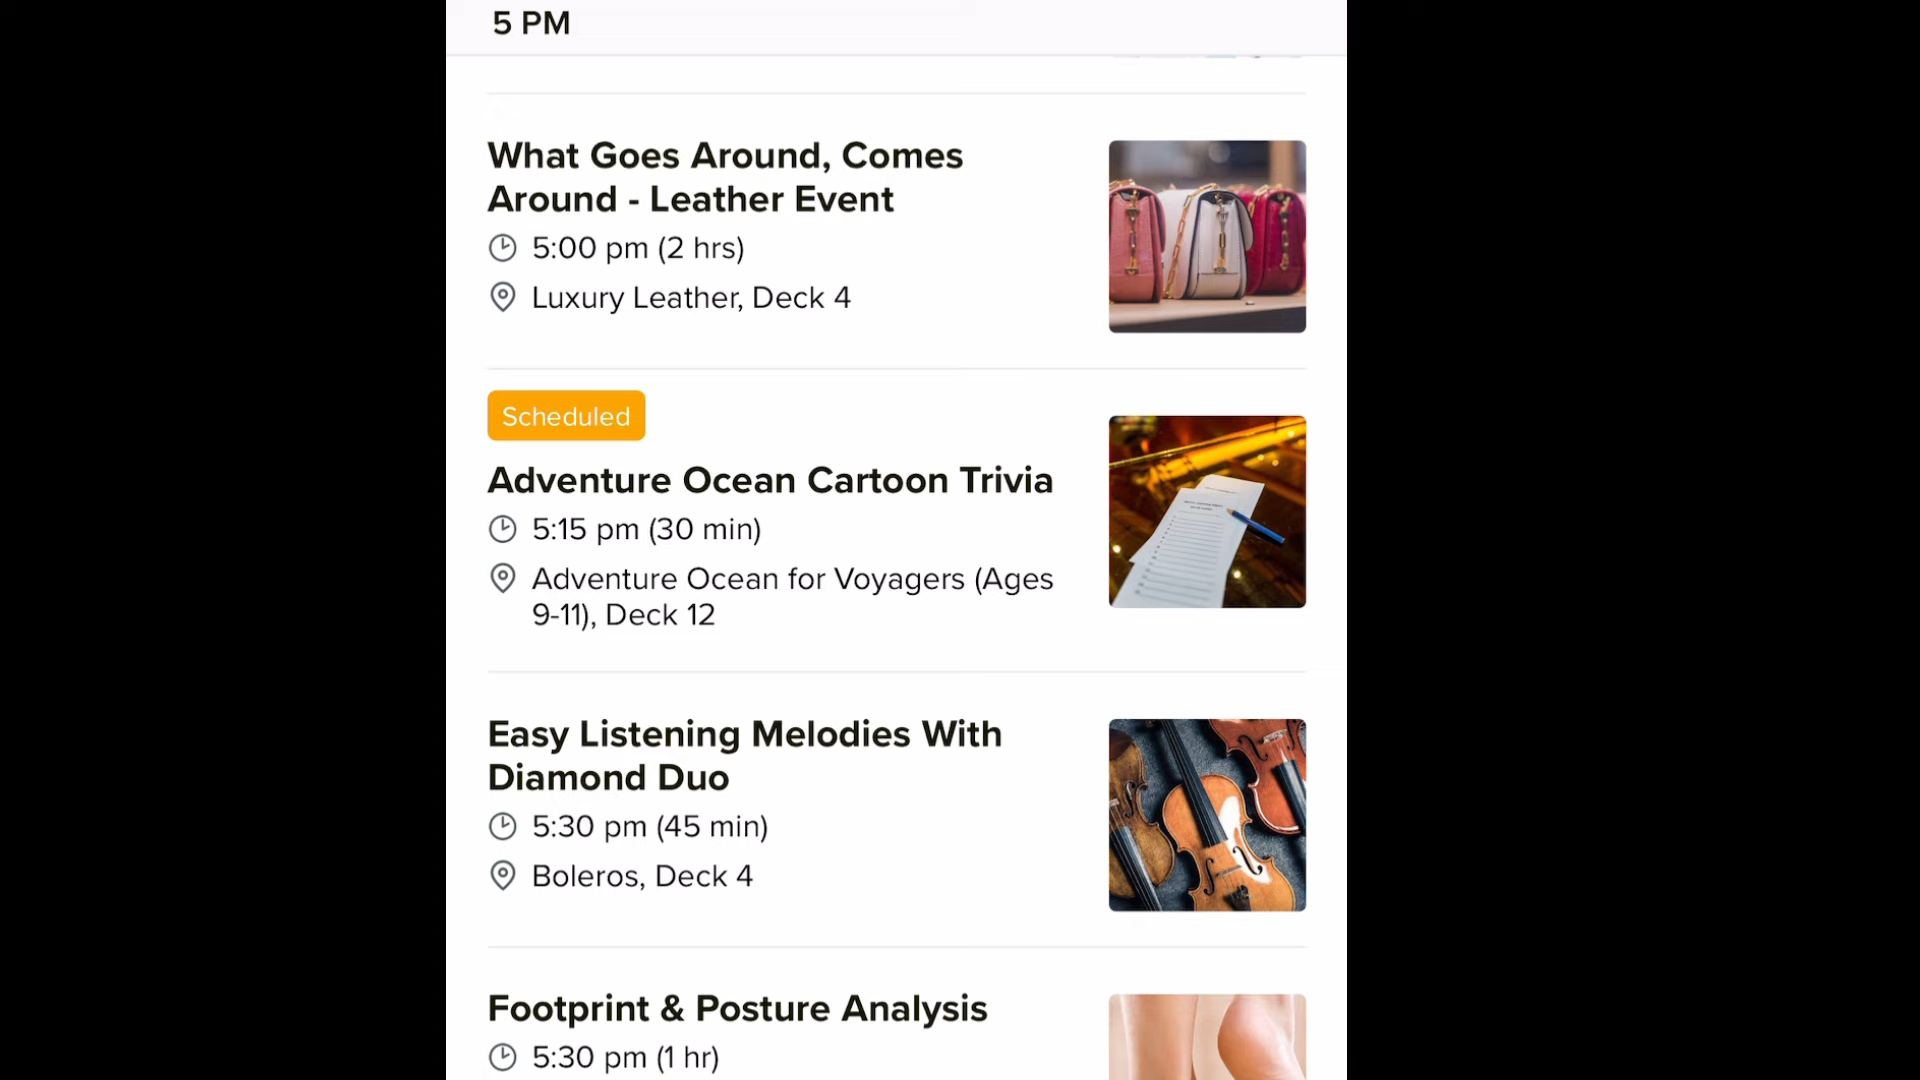 5 PM
What Goes Around, Comes
Around - Leather Event
5:00 pm (2 hrs)
Luxury Leather, Deck 4
Scheduled
Adventure Ocean Cartoon Trivia
5:15 pm (30 min)
Adventure Ocean for Voyagers (Ages
9-11), Deck 12
Easy Listening Melodies With
Diamond Duo
5:30 pm (45 min)
Boleros, Deck 4
Footprint & Posture Analysis
5:30 pm (1 hr)